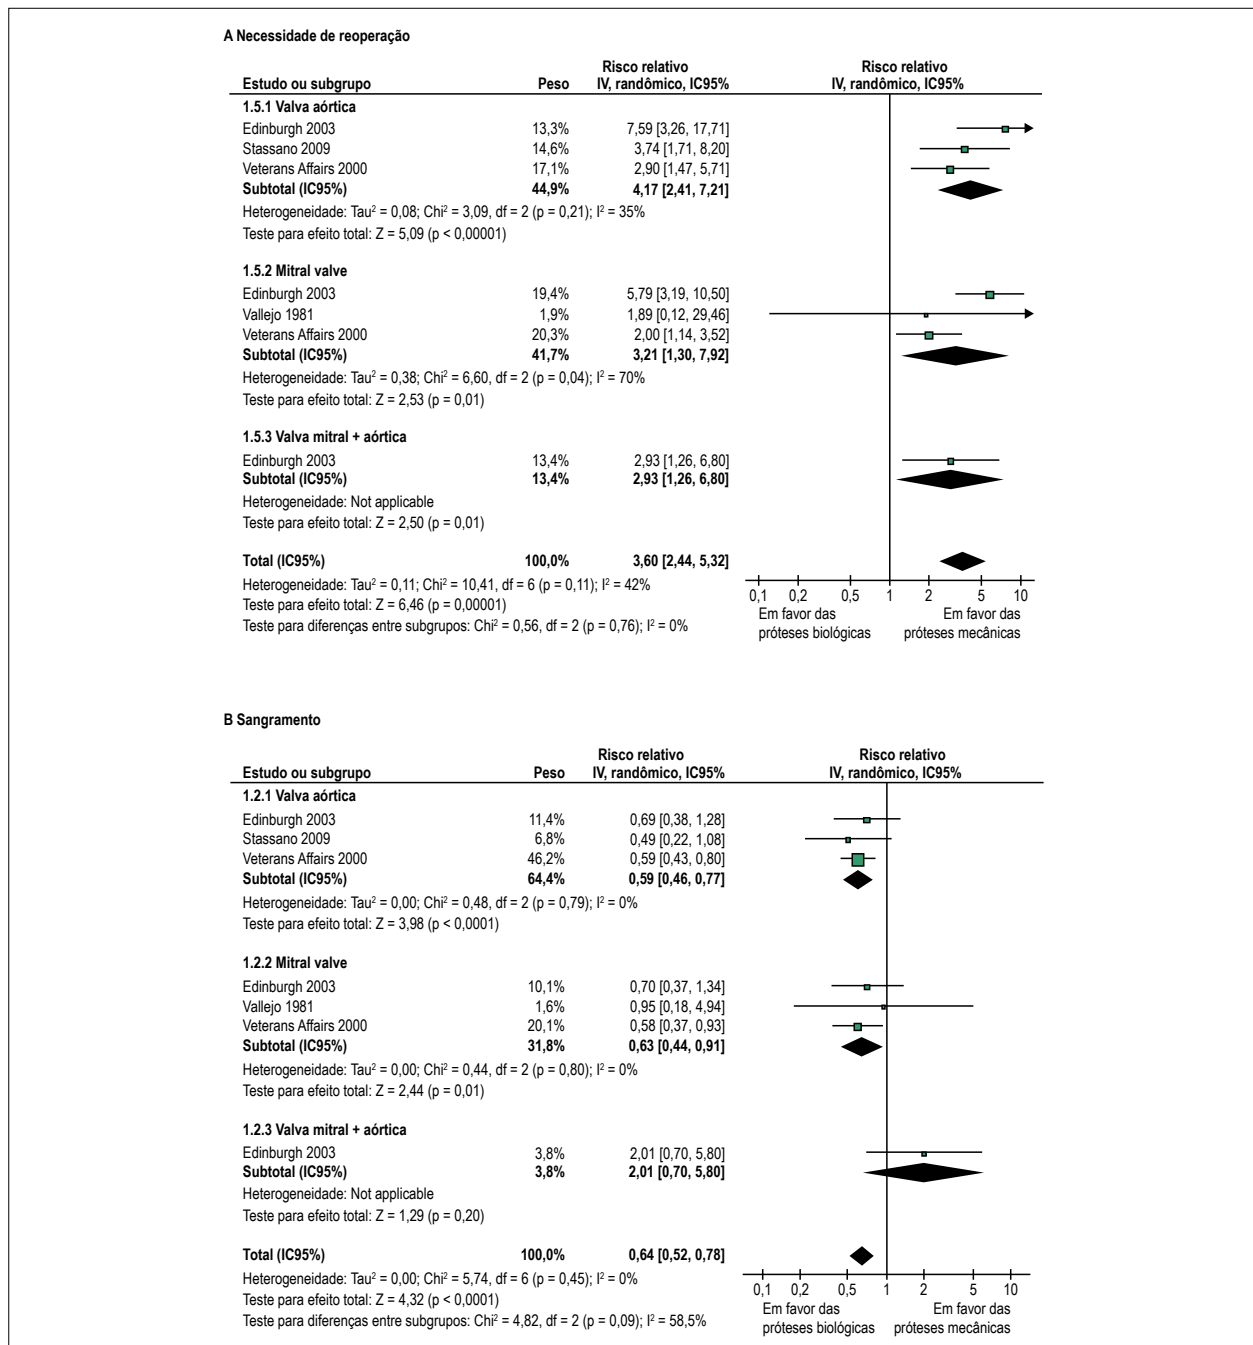 A Necessidade de reoperação
Risco relativo Risco relativo
Estudo ou subgrupo Peso IV, randômico, IC95% IV, randômico, IC95%
1.5.1 Valva aórtica
Edinburgh 2003 13,3% 7,59 [3,26, 17,71]
Stassano 2009 14,6% 3,74 [1,71, 8,20]
Veterans Affairs 2000 17,1% 2,90 [1,47, 5,71]
Subtotal (IC95%) 44,9% 4,17 [2,41, 7,21]
Heterogeneidade: Tau² = 0,08; Chi² = 3,09, df = 2 (p = 0,21); I² = 35%
Teste para efeito total: Z = 5,09 (p < 0,00001)
1.5.2 Mitral valve
Edinburgh 2003 19,4% 5,79 [3,19, 10,50]
Vallejo 1981 1,9% 1,89 [0,12, 29,46]
Veterans Affairs 2000 20,3% 2,00 [1,14, 3,52]
Subtotal (IC95%) 41,7% 3,21 [1,30, 7,92]
Heterogeneidade: Tau² = 0,38; Chi² = 6,60, df = 2 (p = 0,04); I² = 70%
Teste para efeito total: Z = 2,53 (p = 0,01)
1.5.3 Valva mitral + aórtica
Edinburgh 2003 13,4% 2,93 [1,26, 6,80]
Subtotal (IC95%) 13,4% 2,93 [1,26, 6,80]
Heterogeneidade: Not applicable
Teste para efeito total: Z = 2,50 (p = 0,01)
Total (IC95%) 100,0% 3,60 [2,44, 5,32]
Heterogeneidade: Tau² = 0,11; Chi² = 10,41, df = 6 (p = 0,11); I² = 42%
Teste para efeito total: Z = 6,46 (p = 0,00001)
Teste para diferenças entre subgrupos: Chi² = 0,56, df = 2 (p = 0,76); I² = 0%
0,1 0,2 0,5 1 2 5 10
Em favor das Em favor das
próteses biológicas próteses mecânicas
B Sangramento
Risco relativo Risco relativo
Estudo ou subgrupo Peso IV, randômico, IC95% IV, randômico, IC95%
1.2.1 Valva aórtica
Edinburgh 2003 11,4% 0,69 [0,38, 1,28]
Stassano 2009 6,8% 0,49 [0,22, 1,08]
Veterans Affairs 2000 46,2% 0,59 [0,43, 0,80]
Subtotal (IC95%) 64,4% 0,59 [0,46, 0,77]
Heterogeneidade: Tau² = 0,00; Chi² = 0,48, df = 2 (p = 0,79); I² = 0%
Teste para efeito total: Z = 3,98 (p < 0,0001)
1.2.2 Mitral valve
Edinburgh 2003 10,1% 0,70 [0,37, 1,34]
Vallejo 1981 1,6% 0,95 [0,18, 4,94]
Veterans Affairs 2000 20,1% 0,58 [0,37, 0,93]
Subtotal (IC95%) 31,8% 0,63 [0,44, 0,91]
Heterogeneidade: Tau² = 0,00; Chi² = 0,44, df = 2 (p = 0,80); I² = 0%
Teste para efeito total: Z = 2,44 (p = 0,01)
1.2.3 Valva mitral + aórtica
Edinburgh 2003 3,8% 2,01 [0,70, 5,80]
Subtotal (IC95%) 3,8% 2,01 [0,70, 5,80]
Heterogeneidade: Not applicable
Teste para efeito total: Z = 1,29 (p = 0,20)
Total (IC95%) 100,0% 0,64 [0,52, 0,78]
Heterogeneidade: Tau² = 0,00; Chi² = 5,74, df = 6 (p = 0,45); I² = 0%
Teste para efeito total: Z = 4,32 (p < 0,0001)
Teste para diferenças entre subgrupos: Chi² = 4,82, df = 2 (p = 0,09); I² = 58,5%
0,1 0,2 0,5 1 2 5 10
Em favor das Em favor das
próteses biológicas próteses mecânicas